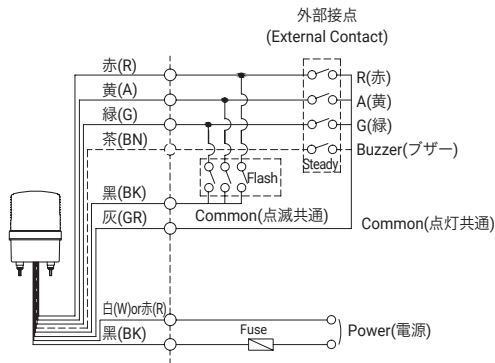 外部接点
(External Contact)
赤(R)
R(赤)
黄(A)
A(黄)
緑(G)
G(緑)
茶(BN)
Buzzer(ブザー)
Steady
Flash
黒(BK)
Common(点滅共通)
灰(GR)
Common(点灯共通)
白(W)or赤(R)
黒(BK)
Fuse
Power(電源)